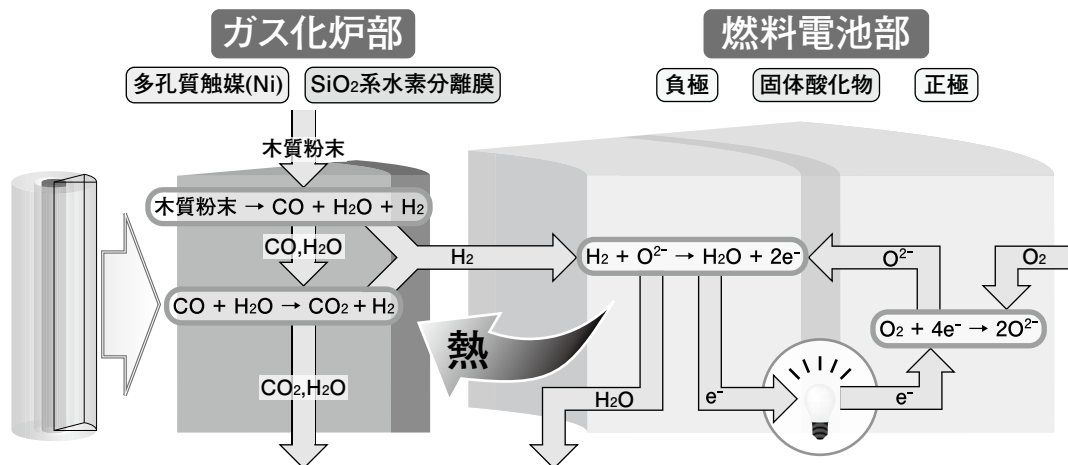 ガス化炉部
燃料電池部
多孔質触媒(Ni)
SiO₂系水素分離膜
負極
固体酸化物
正極
木質粉末
木質粉末 → CO + H₂O + H₂
CO,H₂O
H₂
CO + H₂O → CO₂ + H₂
CO₂,H₂O
熱
H₂ + O²⁻ → H₂O + 2e⁻
O²⁻
O₂
O₂ + 4e⁻ → 2O²⁻
H₂O
e⁻
e⁻